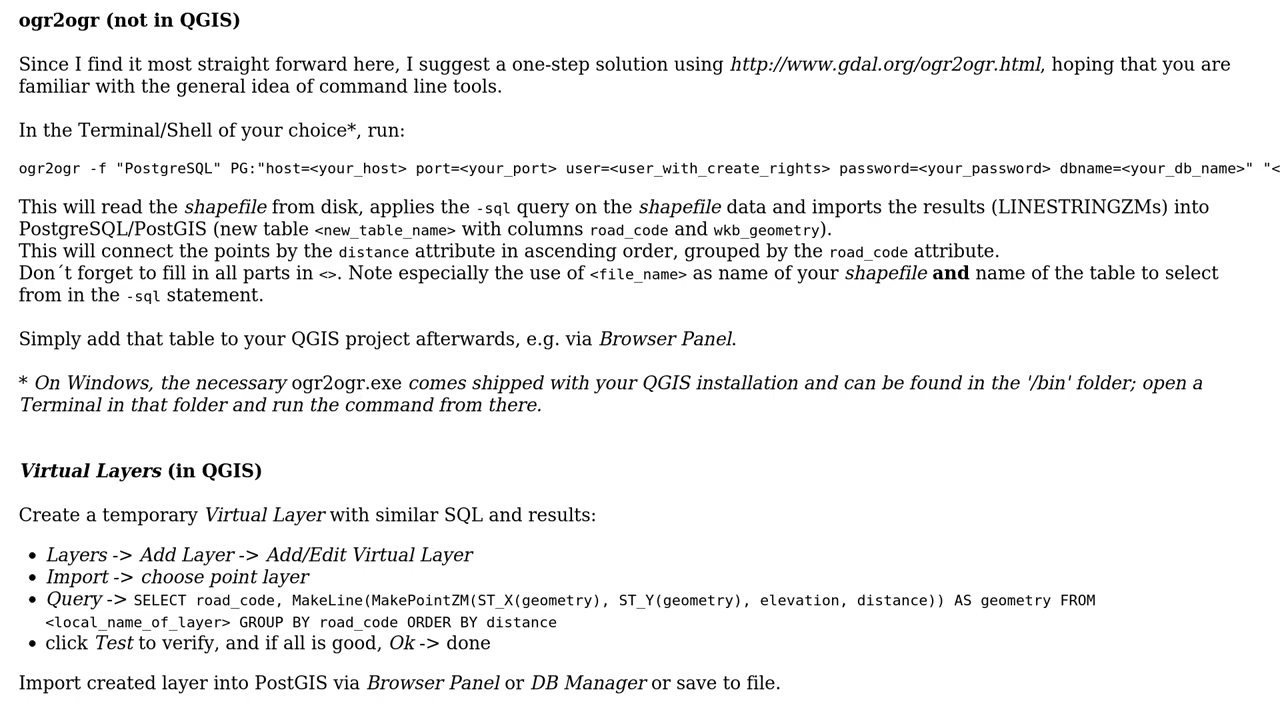 ogr2ogr (not in QGIS)
Since I find it most straight forward here, I suggest a one-step solution using http://www.gdal.org/ogr2ogr.html, hoping that you are
familiar with the general idea of command line tools.
In the Terminal/Shell of your choice*, run:
ogr2ogr -f "PostgreSQL" PG:"host=<your_host> port=<your_port> user=<user_with_create_rights> password=<your_password> dbname=<your_db_name>" "<
This will read the shapefile from disk, applies the -sql query on the shapefile data and imports the results (LINESTRINGZMs) into
PostgreSQL/PostGIS (new table <new_table_name> with columns road_code and wkb_geometry).
This will connect the points by the distance attribute in ascending order, grouped by the road_code attribute.
Don´t forget to fill in all parts in <>. Note especially the use of <file_name> as name of your shapefile and name of the table to select
from in the -sql statement.
Simply add that table to your QGIS project afterwards, e.g. via Browser Panel.
* On Windows, the necessary ogr2ogr.exe comes shipped with your QGIS installation and can be found in the '/bin' folder; open a
Terminal in that folder and run the command from there.
Virtual Layers (in QGIS)
Create a temporary Virtual Layer with similar SQL and results:
• Layers -> Add Layer -> Add/Edit Virtual Layer
• Import -> choose point layer
• Query -> SELECT road_code, MakeLine(MakePointZM(ST_X(geometry), ST_Y(geometry), elevation, distance)) AS geometry FROM
<local_name_of_layer> GROUP BY road_code ORDER BY distance
• click Test to verify, and if all is good, Ok -> done
Import created layer into PostGIS via Browser Panel or DB Manager or save to file.